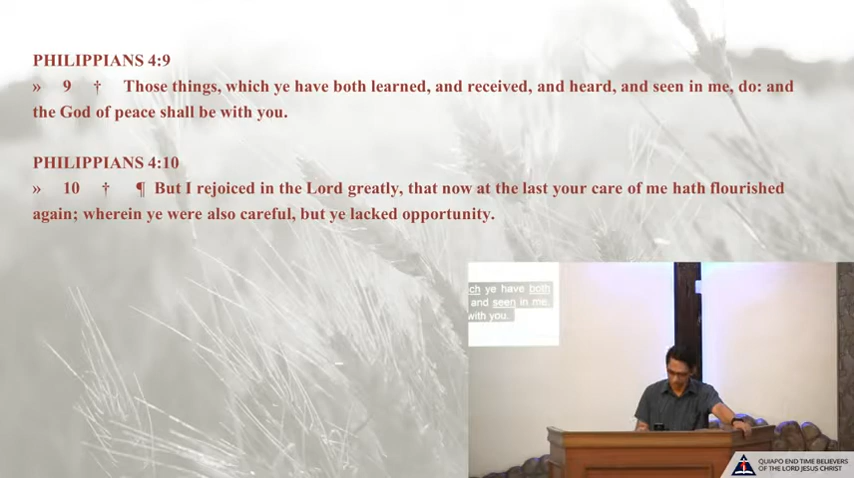 PHILIPPIANS 4:9
» 9 † Those things, which ye have both learned, and received, and heard, and seen in me, do: and
the God of peace shall be with you.
PHILIPPIANS 4:10
» 10 † ¶ But I rejoiced in the Lord greatly, that now at the last your care of me hath flourished
again; wherein ye were also careful, but ye lacked opportunity.
ch ye have both
and seen in me,
with you.
QUIAPO END TIME BELIEVERS
OF THE LORD JESUS CHRIST